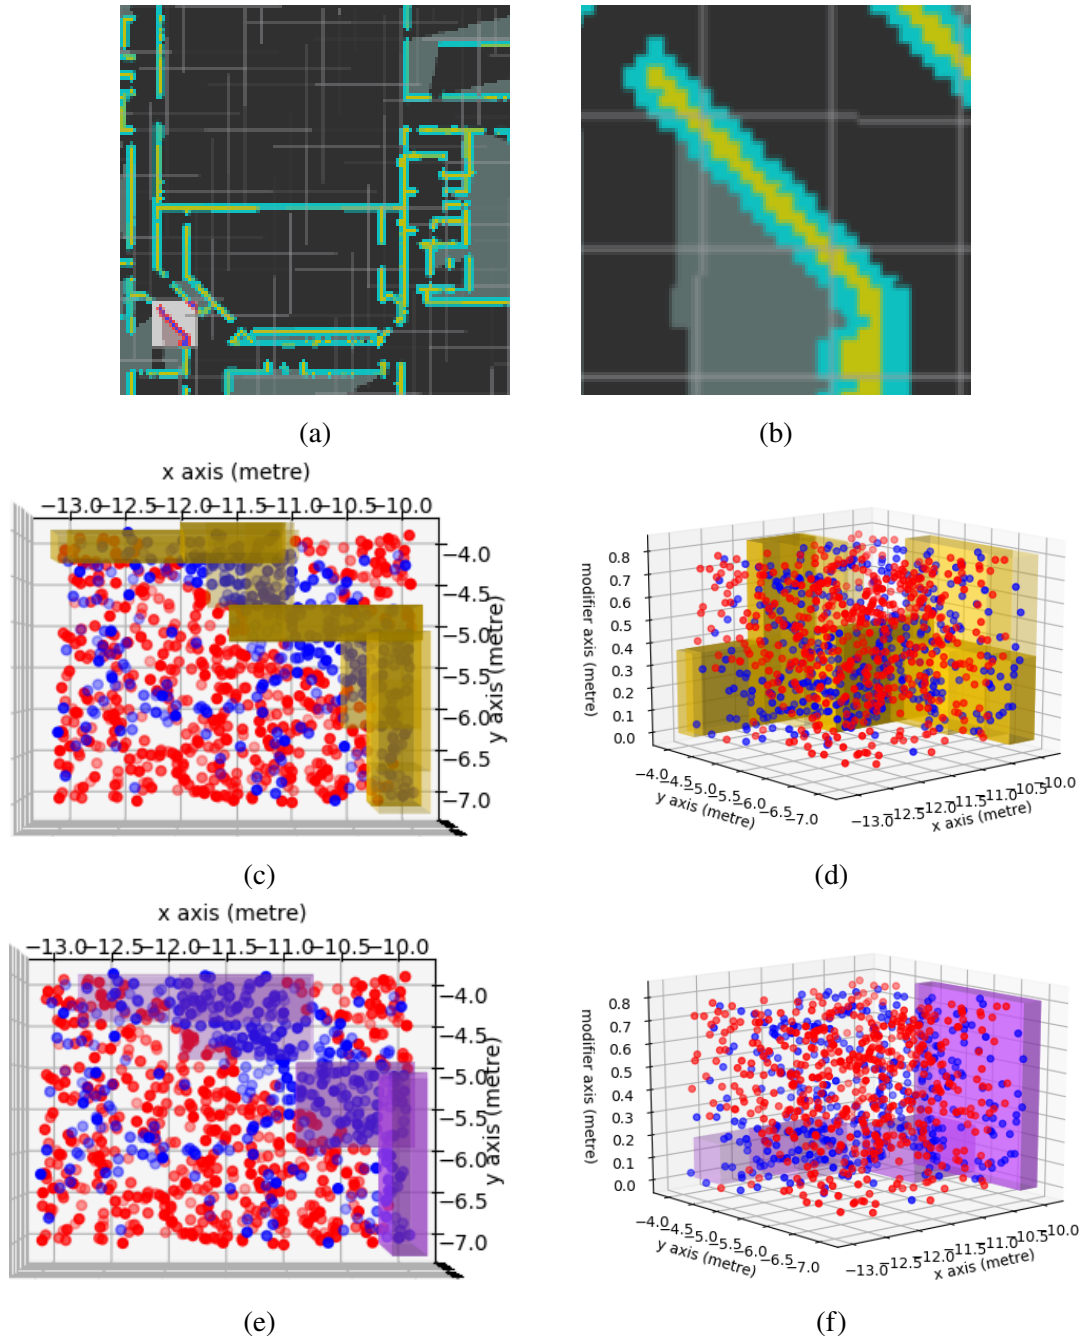 (a)
(b)
x axis (metre)
−13.0 −12.5 −12.0 −11.5 −11.0 −10.5 −10.0
−4.0
−4.5
−5.0
−5.5
−6.0
−6.5
−7.0
y axis (metre)
(c)
0.8
0.7
0.6
0.5
0.4
0.3
0.2
0.1
0.0
modifier axis (metre)
−4.0 −4.5 −5.0 −5.5 −6.0 −6.5 −7.0
y axis (metre)
−13.0 −12.5 −12.0 −11.5 −11.0 −10.5 −10.0
x axis (metre)
(d)
x axis (metre)
−13.0 −12.5 −12.0 −11.5 −11.0 −10.5 −10.0
−4.0
−4.5
−5.0
−5.5
−6.0
−6.5
−7.0
y axis (metre)
(e)
0.8
0.7
0.6
0.5
0.4
0.3
0.2
0.1
0.0
modifier axis (metre)
−4.0 −4.5 −5.0 −5.5 −6.0 −6.5 −7.0
y axis (metre)
−13.0 −12.5 −12.0 −11.5 −11.0 −10.5 −10.0
x axis (metre)
(f)